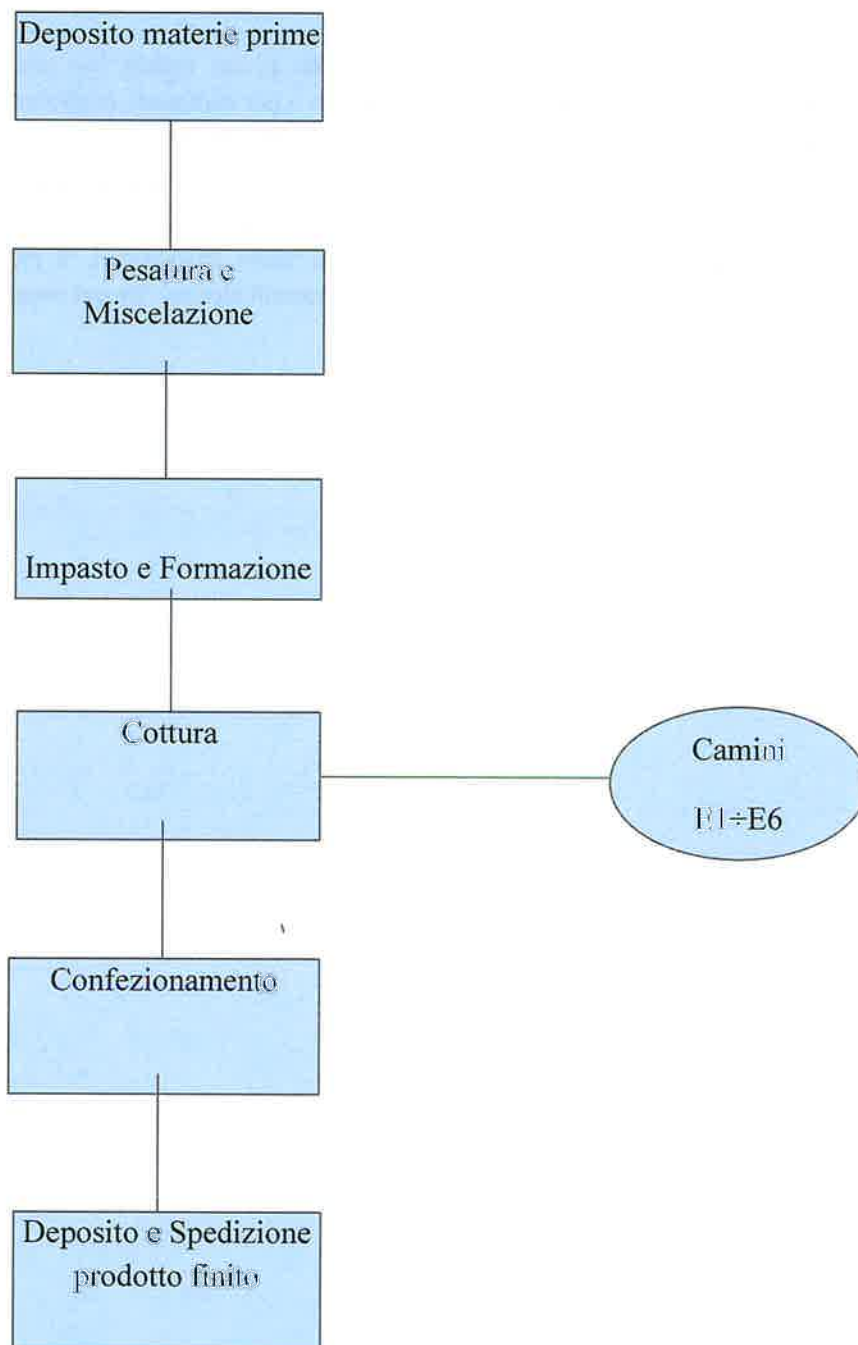 Deposito materie prime
Pesatura e
Miscelazione
Impasto e Formazione
Cottura
Camini
E1÷E6
Confezionamento
Deposito e Spedizione
prodotto finito